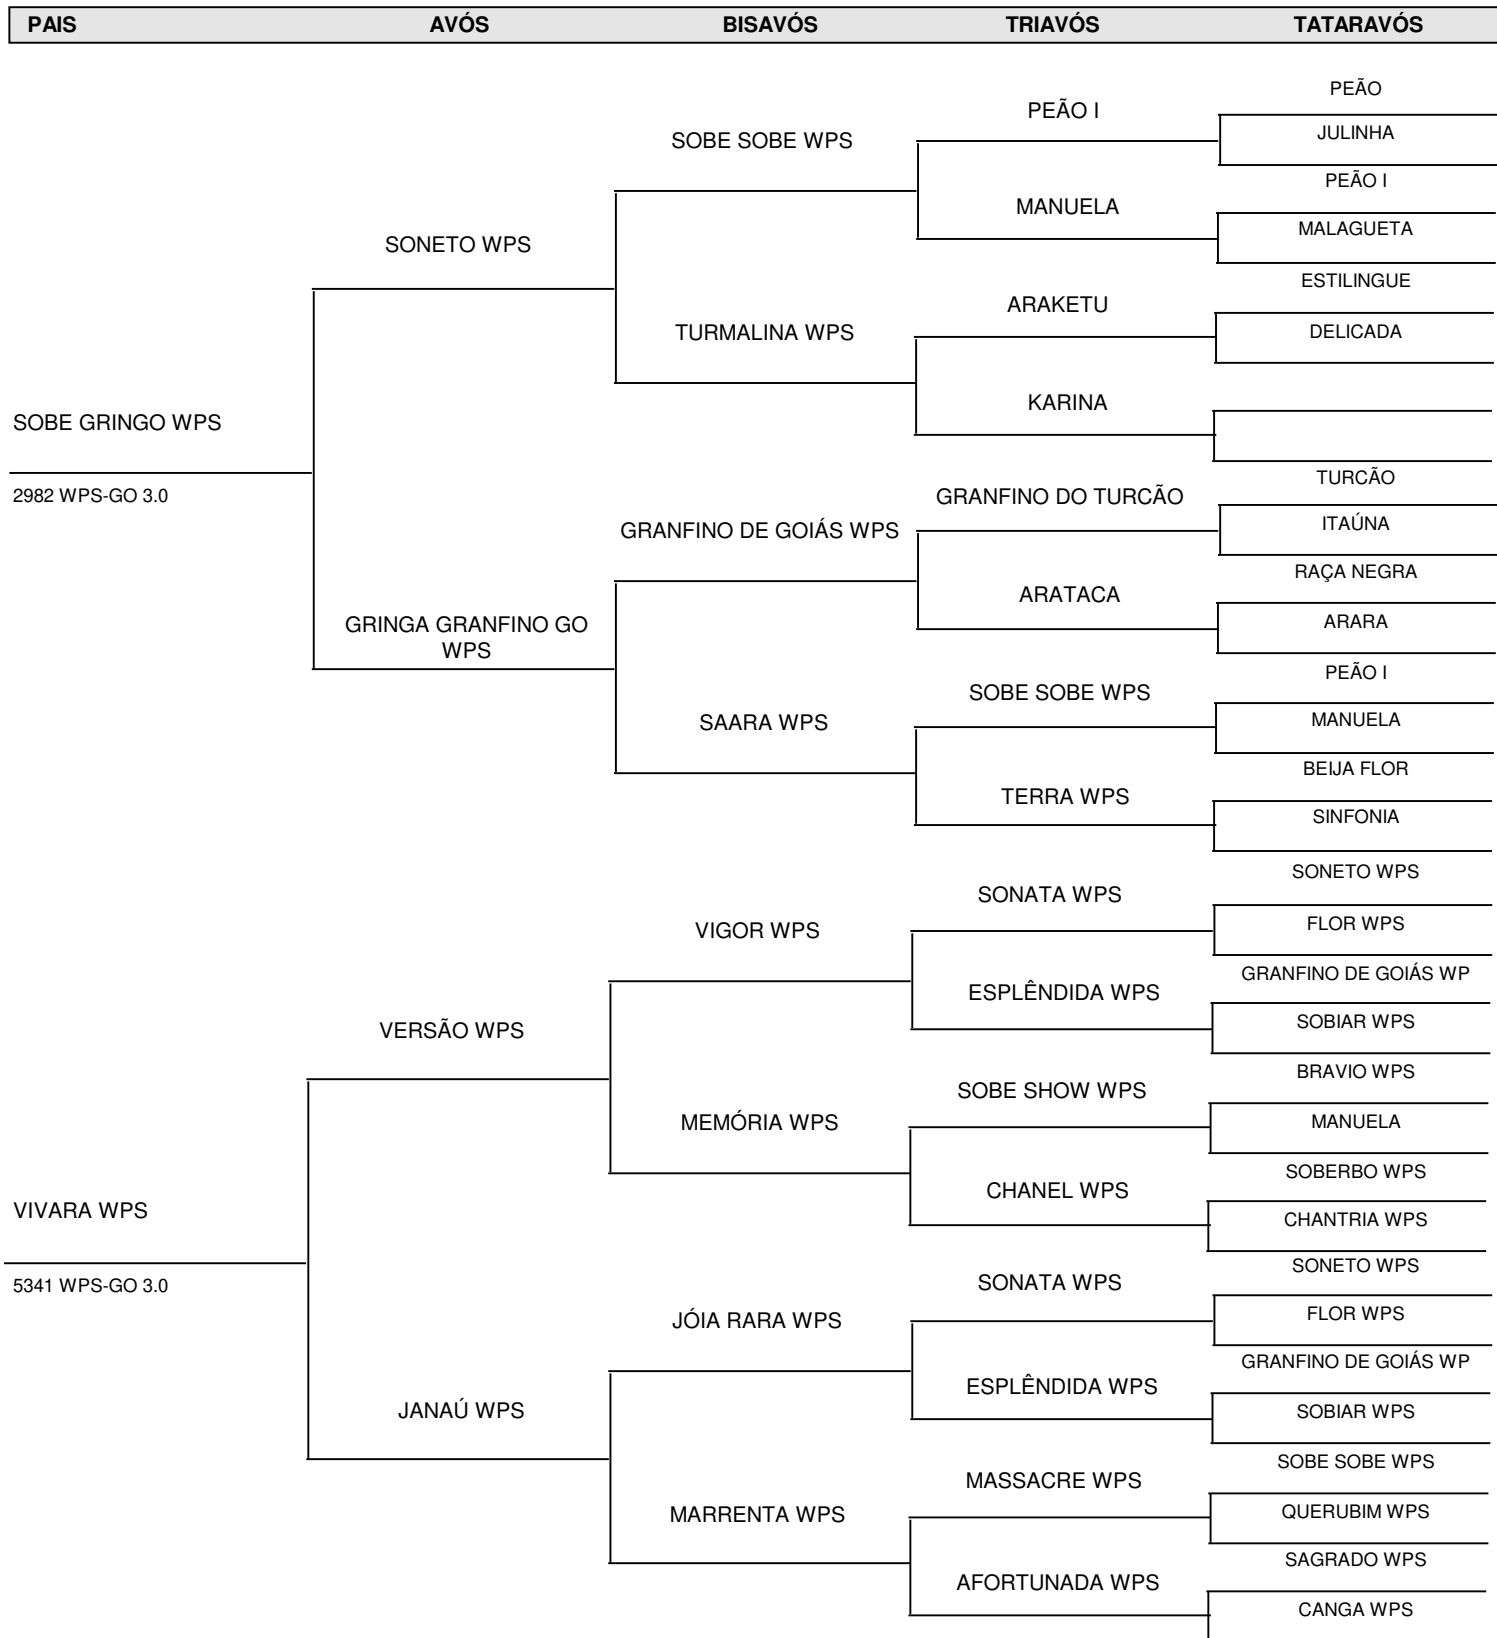 PAIS AVÓS BISAVÓS TRIAVÓS TATARAVÓS
PEÃO
PEÃO I
JULINHA
SOBE SOBE WPS
PEÃO I
MANUELA
MALAGUETA
SONETO WPS
ESTILINGUE
ARAKETU
DELICADA
TURMALINA WPS
KARINA
SOBE GRINGO WPS
TURCÃO
2982 WPS-GO 3.0
GRANFINO DO TURCÃO
ITAÚNA
GRANFINO DE GOIÁS WPS
RAÇA NEGRA
ARATACA
ARARA
GRINGA GRANFINO GO
WPS
PEÃO I
SOBE SOBE WPS
MANUELA
SAARA WPS
BEIJA FLOR
TERRA WPS
SINFONIA
SONETO WPS
SONATA WPS
FLOR WPS
VIGOR WPS
GRANFINO DE GOIÁS WP
ESPLÊNDIDA WPS
SOBIAR WPS
VERSÃO WPS
BRAVIO WPS
SOBE SHOW WPS
MANUELA
MEMÓRIA WPS
SOBERBO WPS
CHANEL WPS
VIVARA WPS
CHANTRIA WPS
SONETO WPS
5341 WPS-GO 3.0
SONATA WPS
FLOR WPS
JÓIA RARA WPS
GRANFINO DE GOIÁS WP
ESPLÊNDIDA WPS
JANAÚ WPS
SOBIAR WPS
SOBE SOBE WPS
MASSACRE WPS
QUERUBIM WPS
MARRENTA WPS
SAGRADO WPS
AFORTUNADA WPS
CANGA WPS